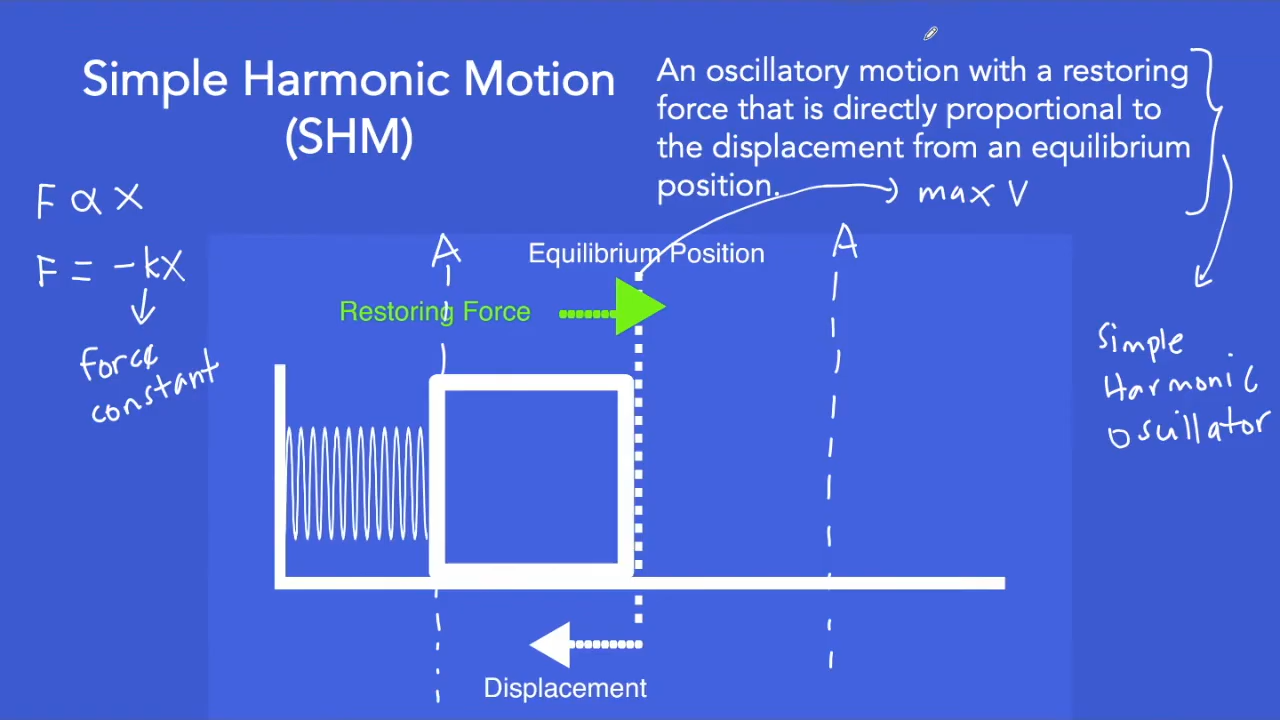 Simple Harmonic Motion
(SHM)
An oscillatory motion with a restoring
force that is directly proportional to
the displacement from an equilibrium
position.
max V
F α X
F = -kX
force
constant
A
Equilibrium Position
A
Restoring Force
Simple
Harmonic
oscillator
Displacement